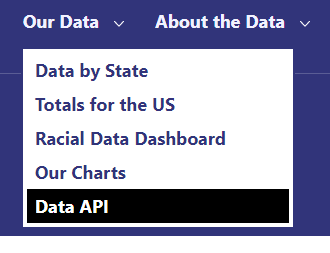 Our Data About the Data
Data by State
Totals for the US
Racial Data Dashboard
Our Charts
Data API